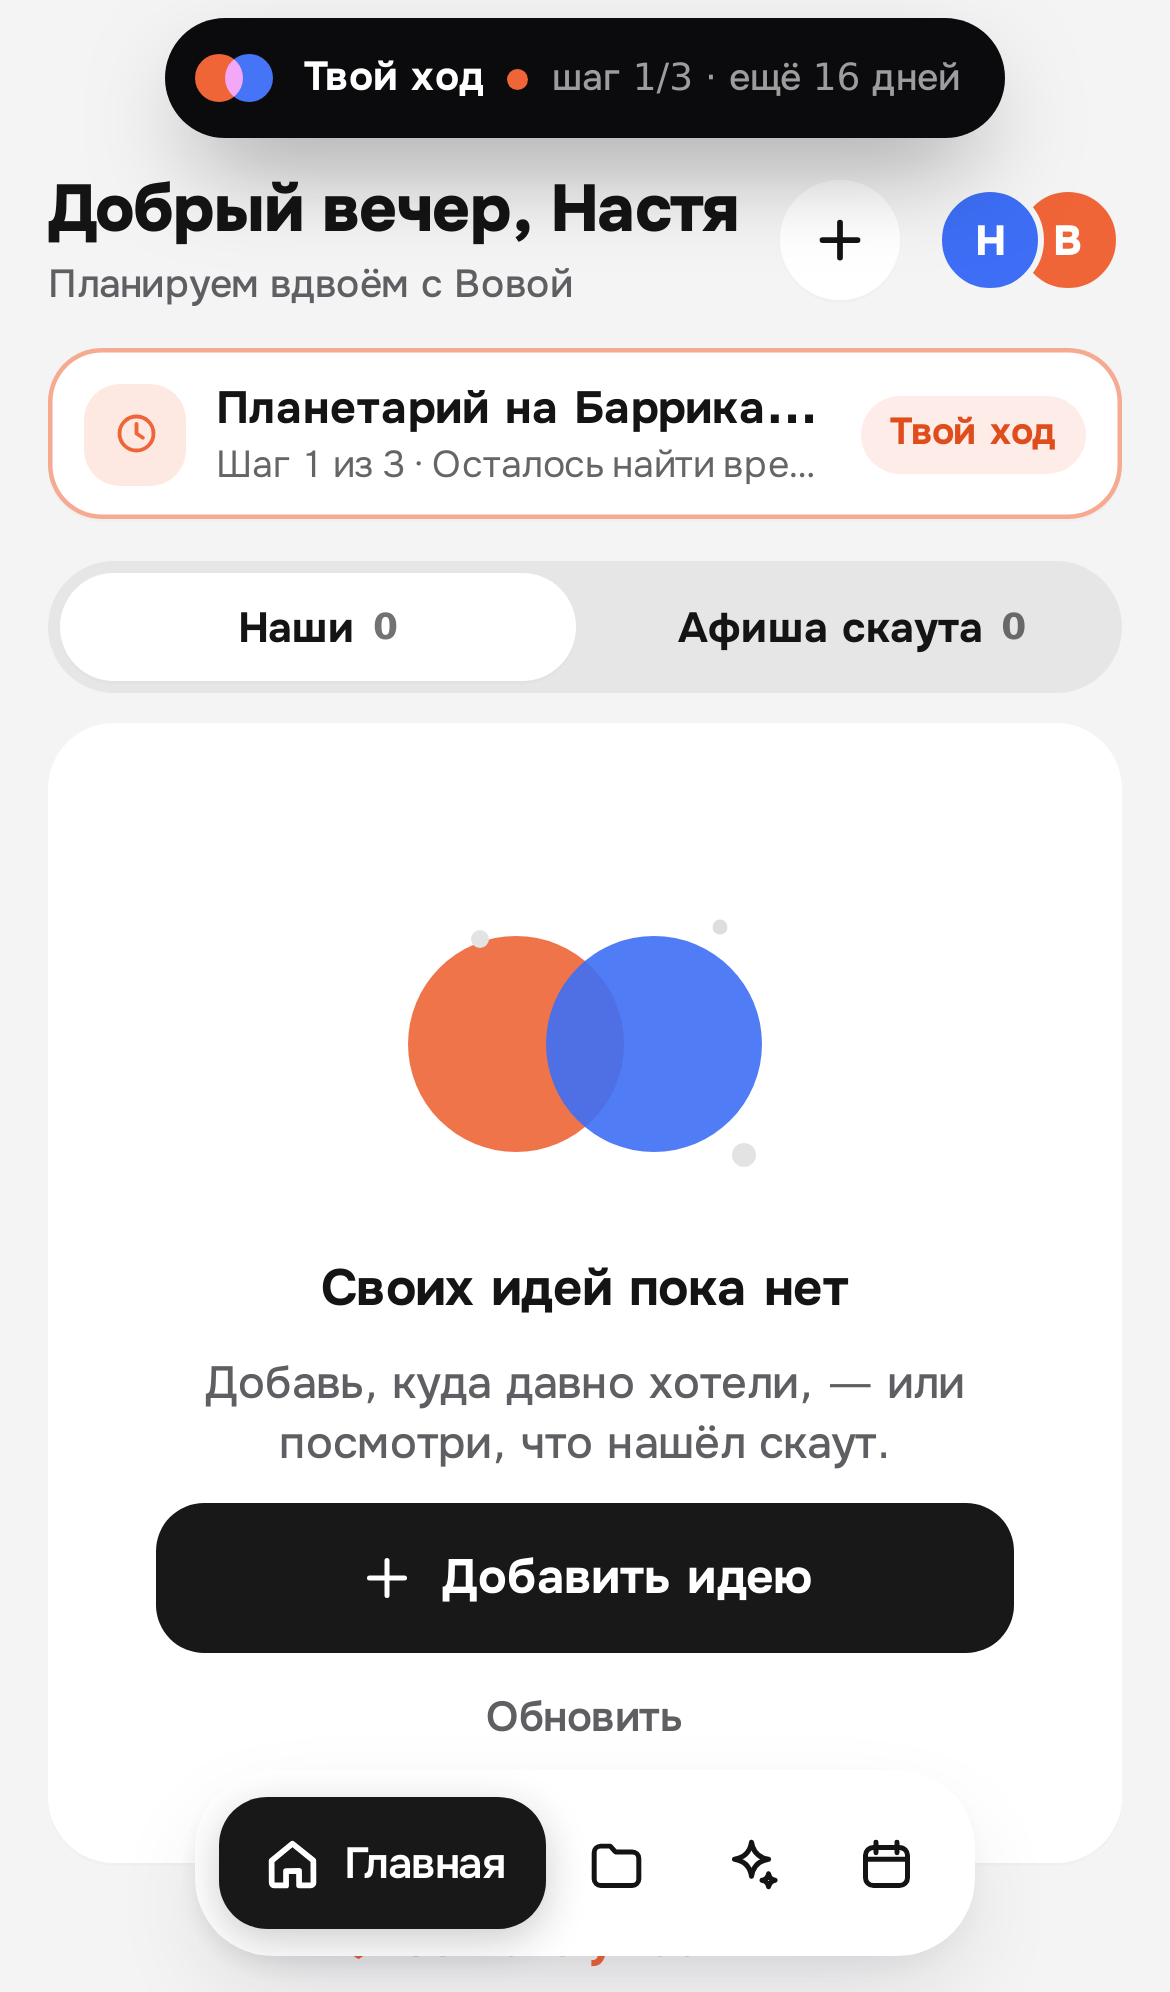 Твой ход шаг 1/3 · ещё 16 дней
Добрый вечер, Настя
Планируем вдвоём с Вовой
Н В
Планетарий на Баррика...
Шаг 1 из 3 · Осталось найти вре...
Твой ход
Наши 0
Афиша скаута 0
Своих идей пока нет
Добавь, куда давно хотели, — или
посмотри, что нашёл скаут.
Добавить идею
Обновить
Главная